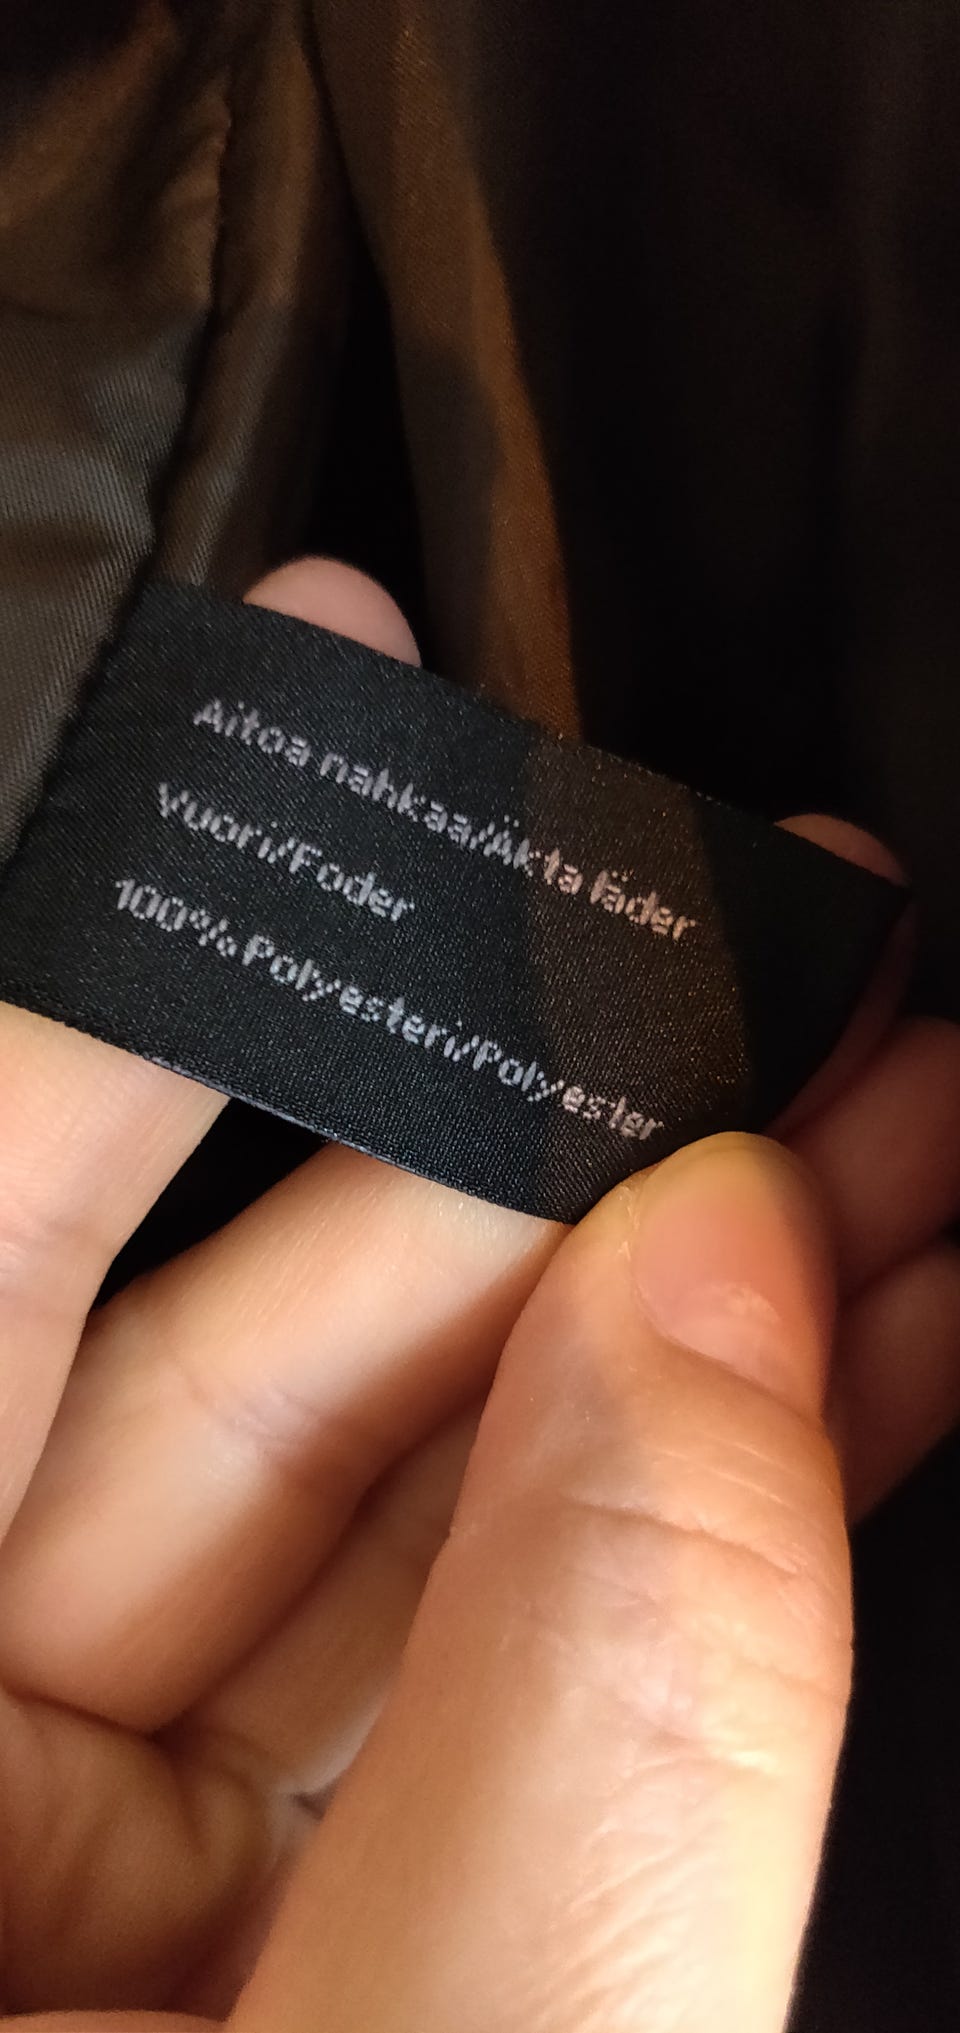 Aitoa nahkaa/Äkta läder
Vuori/Foder
100% Polyesteri/Polyester